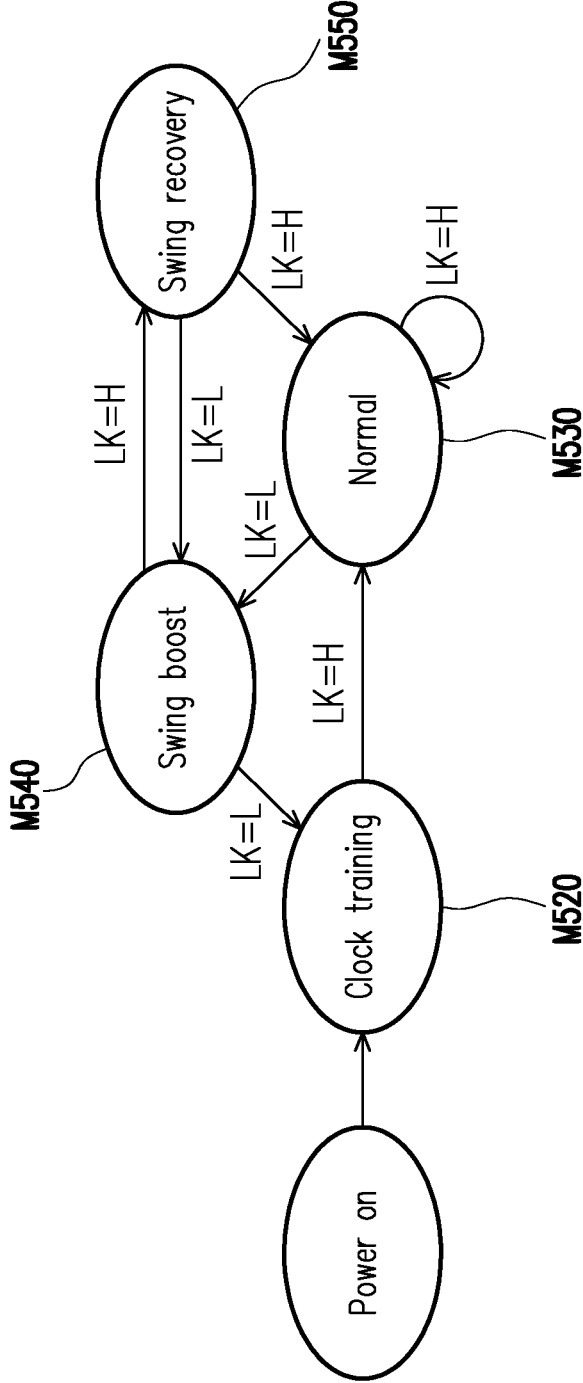 M540
M550
Swing boost
Swing recovery
LK=H
LK=L
LK=L
LK=L
LK=H
Power on
Clock training
LK=H
Normal
LK=H
M520
M530